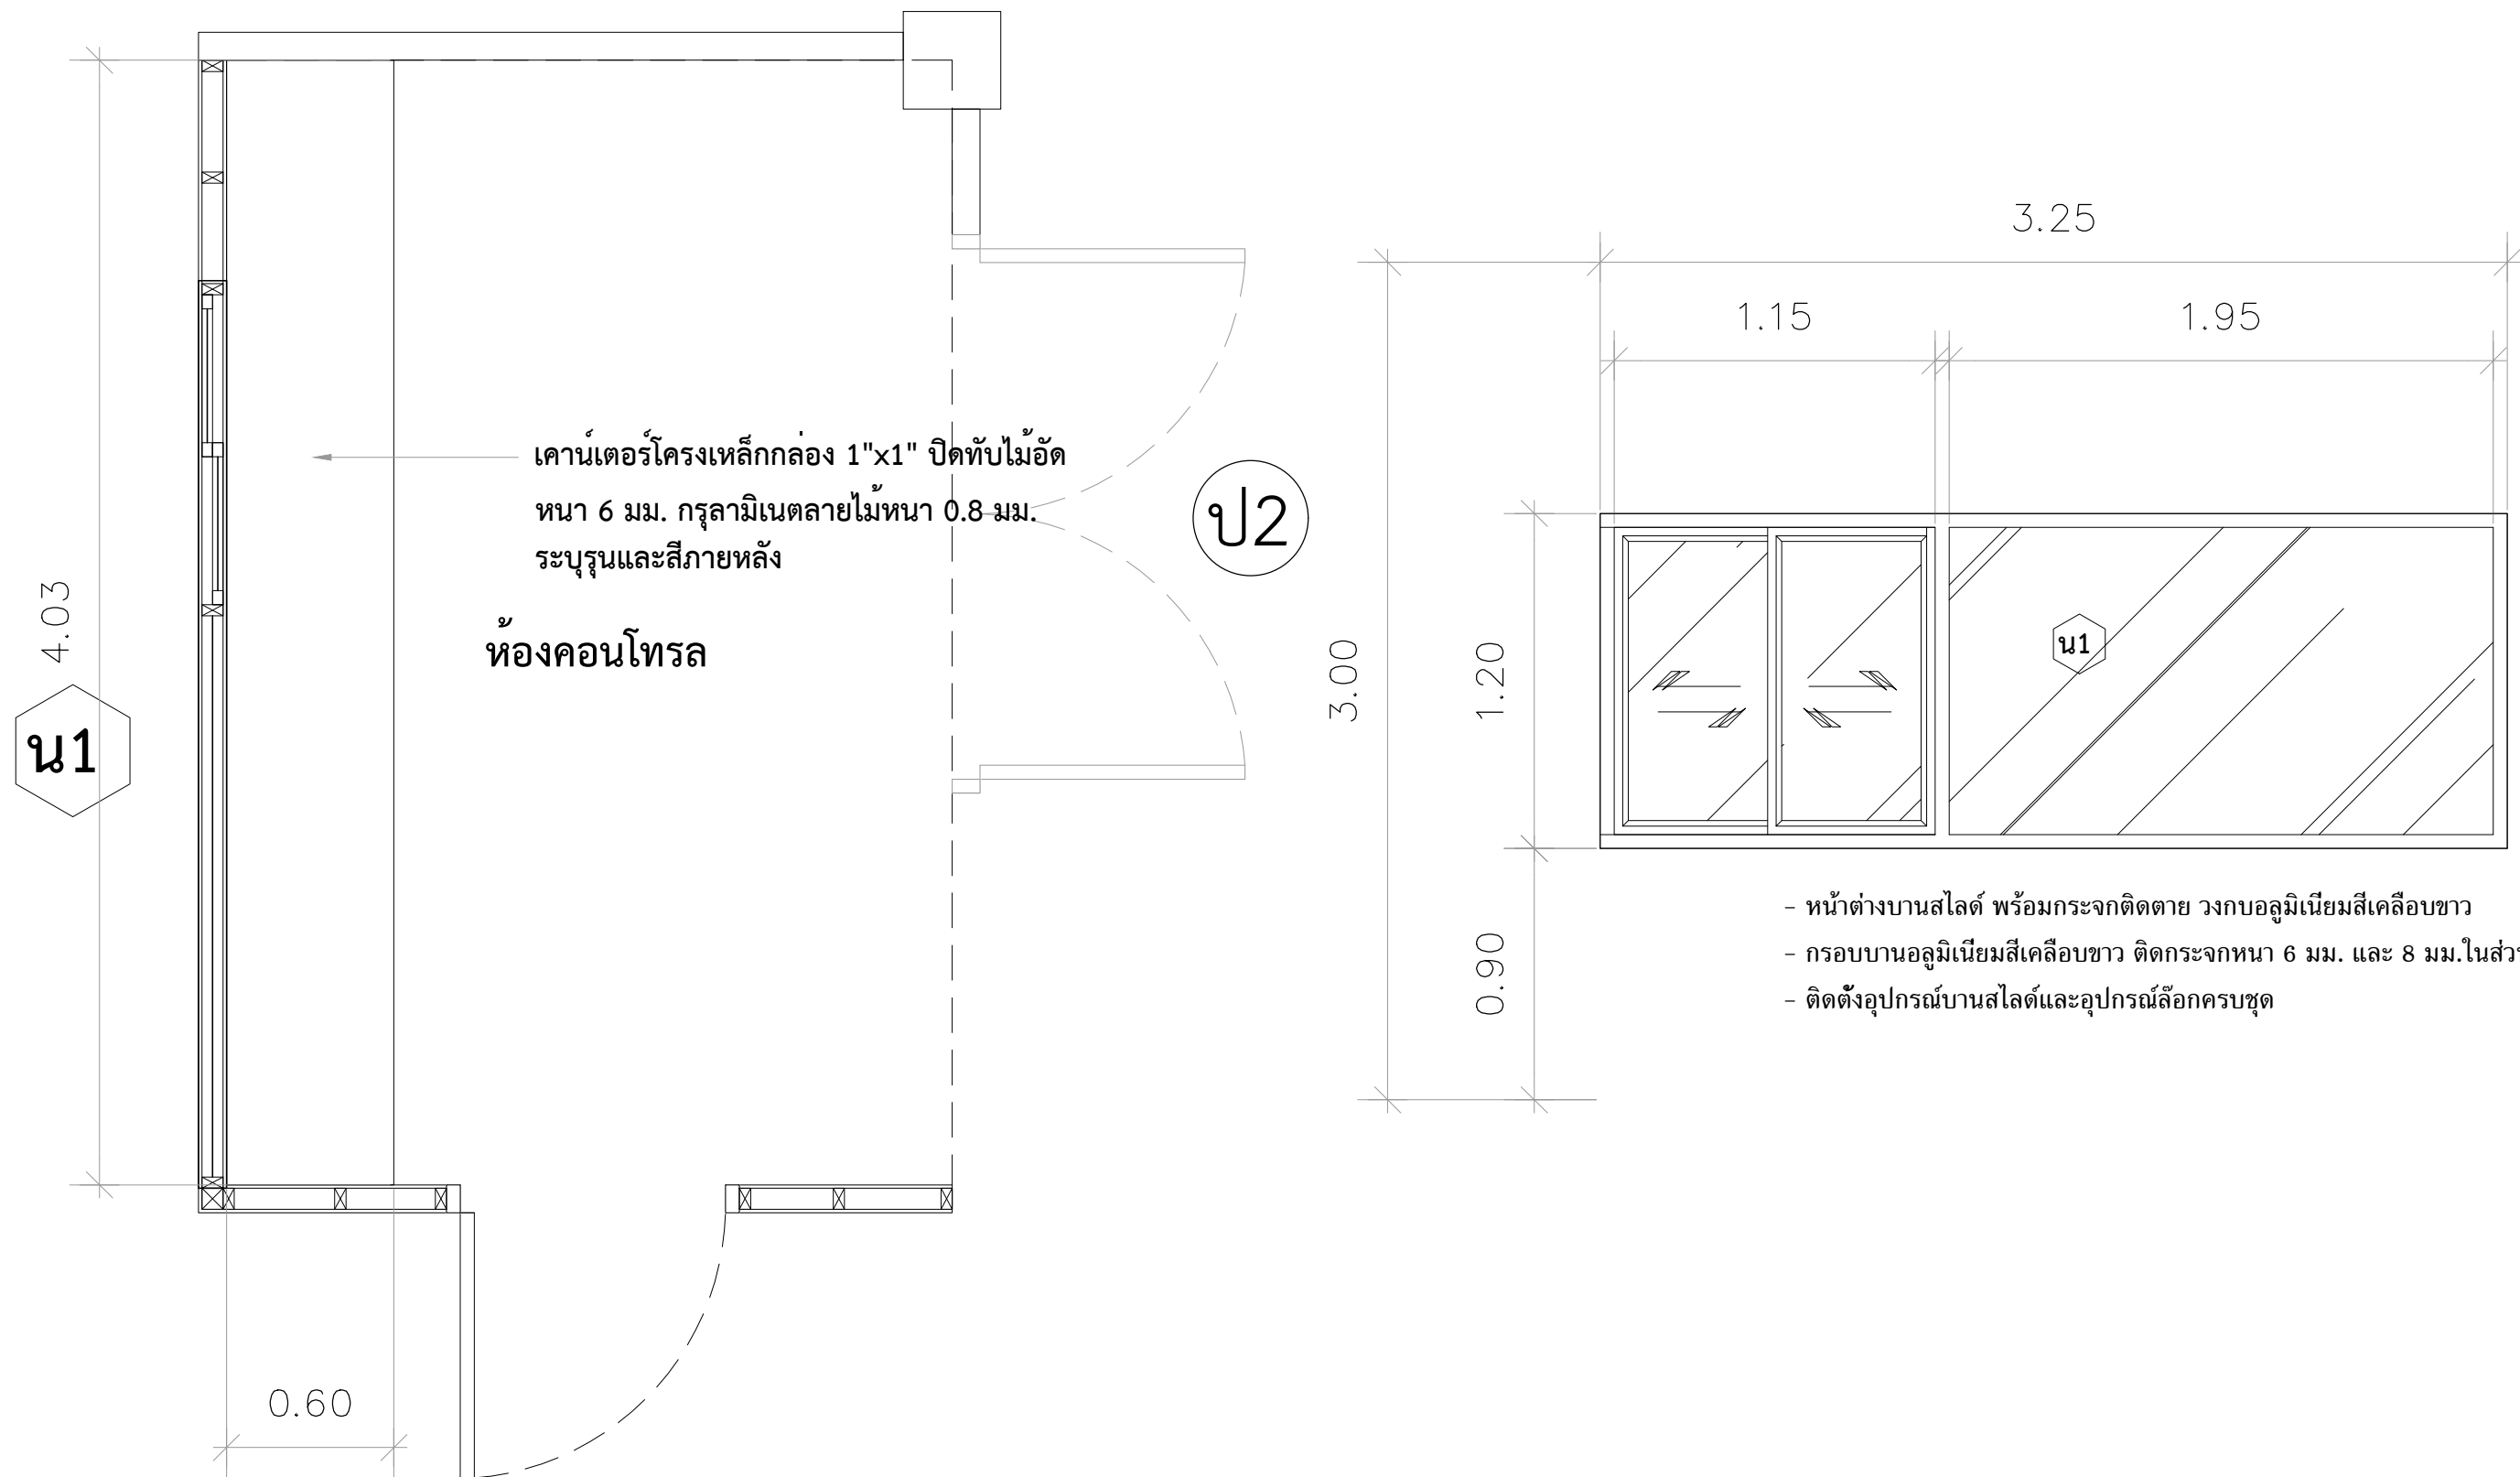 เคาน์เตอร์โครงเหล็กกล่อง 1"x1" ปิดทับไม้อัด
หนา 6 มม. กรุลามิเนตลายไม้หนา 0.8 มม.
ระบุรุนและสีภายหลัง
ห้องคอนโทรล
4.03
น1
0.60
ป2
3.25
1.15
1.95
3.00
1.20
0.90
น1
- หน้าต่างบานสไลด์ พร้อมกระจกติดตาย วงกบอลูมิเนียมสีเคลือบขาว
- กรอบบานอลูมิเนียมสีเคลือบขาว ติดกระจกหนา 6 มม. และ 8 มม.ในส่ว
- ติดตั้งอุปกรณ์บานสไลด์และอุปกรณ์ล๊อกครบชุด